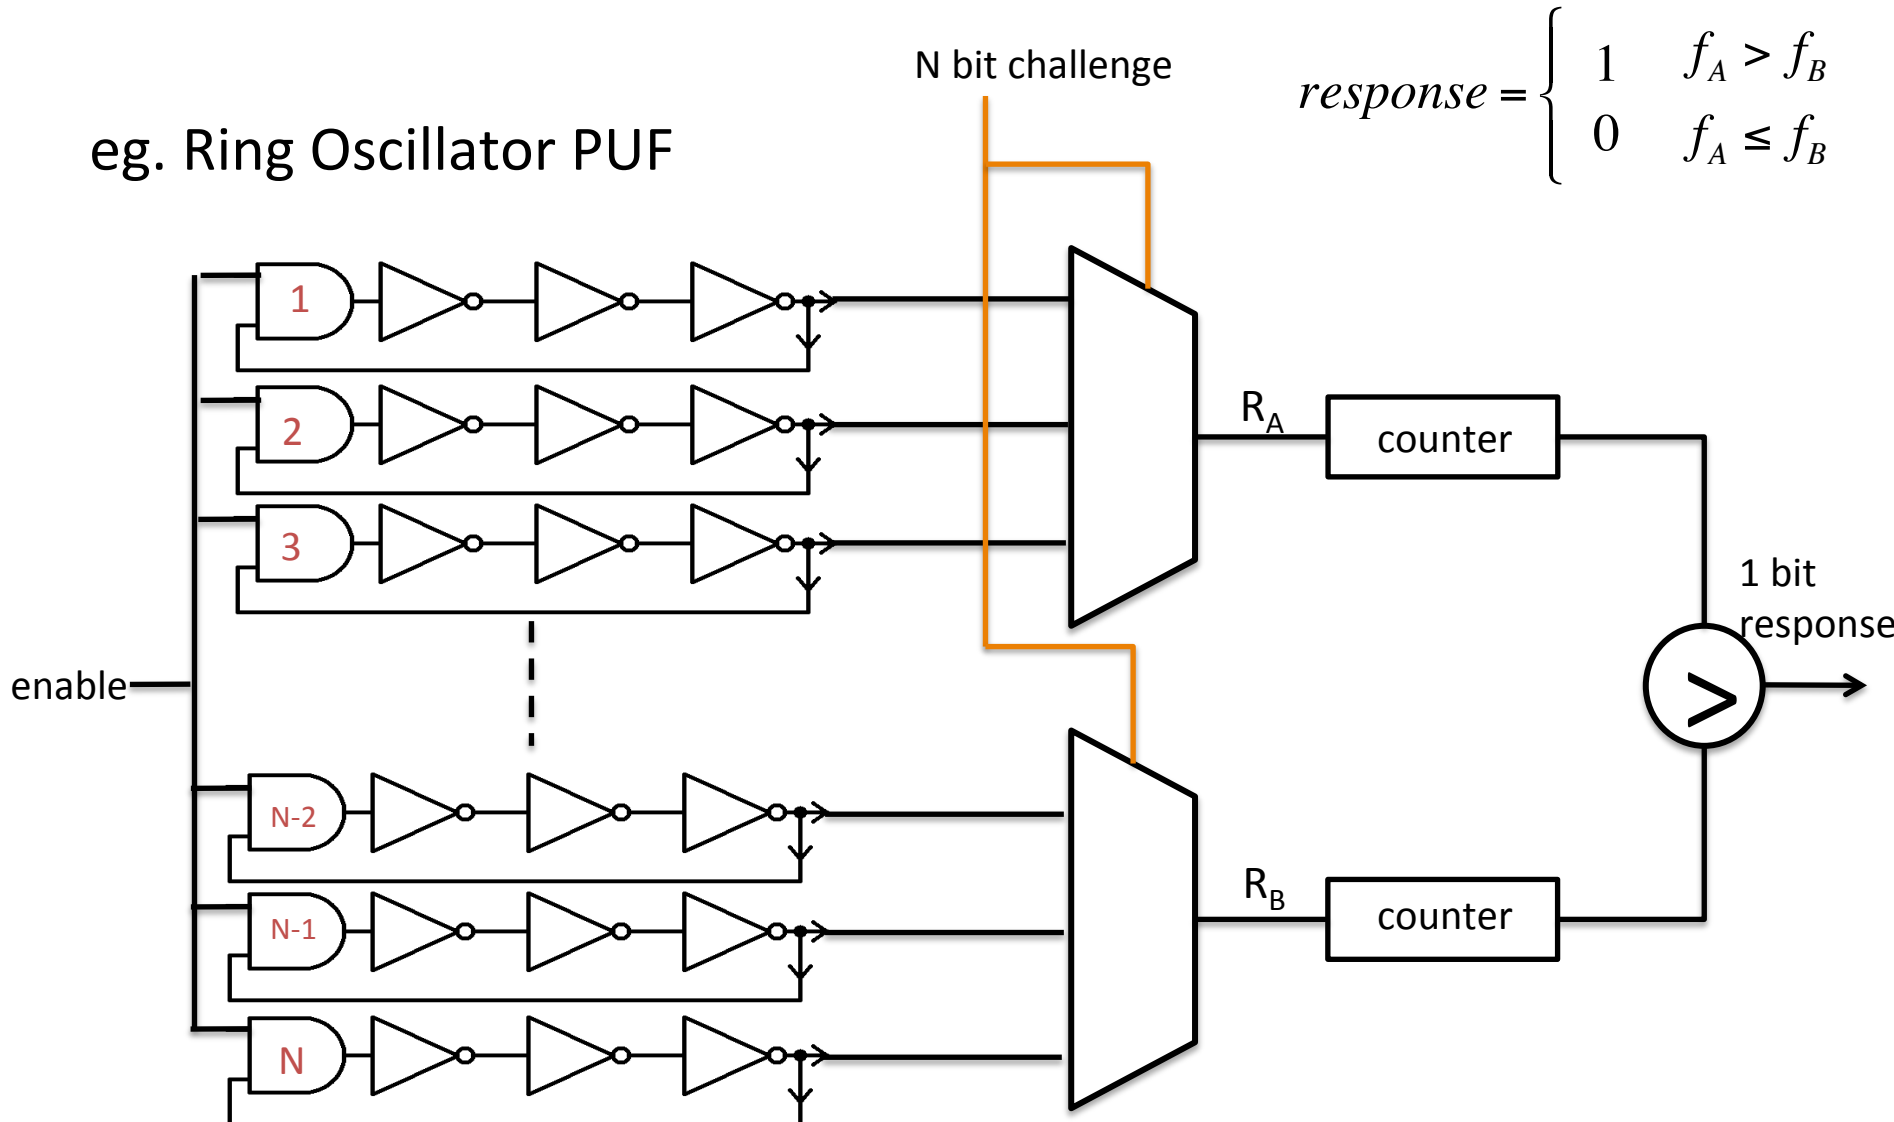 N bit challenge
response = { 1 f_A > f_B
0 f_A ≤ f_B
eg. Ring Oscillator PUF
1
2
3
R_A
counter
1 bit
response
enable
>
N-2
N-1
N
R_B
counter